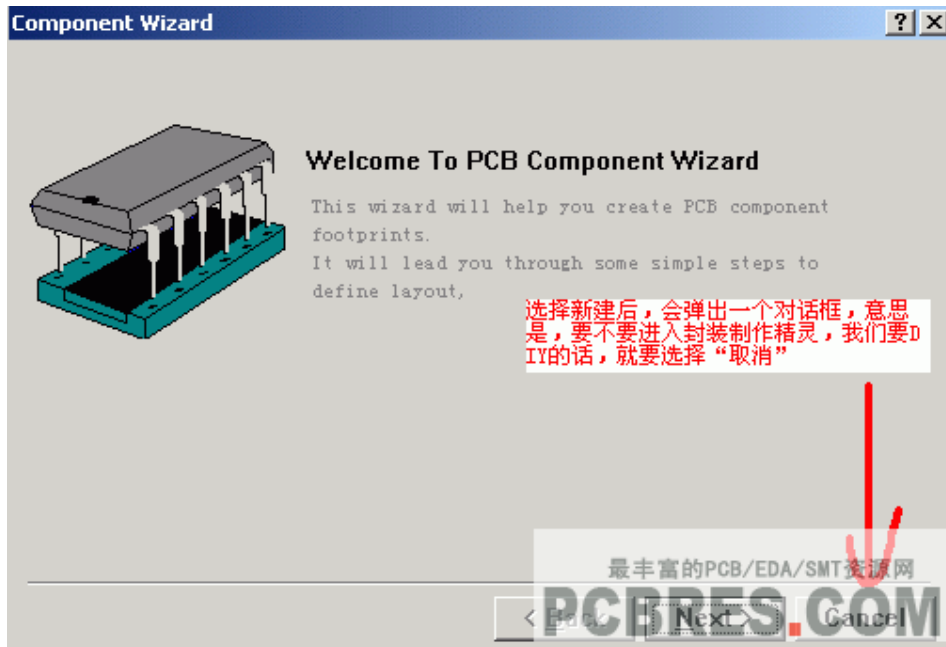 Component Wizard
Welcome To PCB Component Wizard
This wizard will help you create PCB component
footprints.
It will lead you through some simple steps to
define layout,
选择新建后，会弹出一个对话框，意思
是，要不要进入封装制作精灵，我们要D
IY的话，就要选择“取消”
最丰富的PCB/EDA/SMT资源网
PCBRES.COM
< Back Next > Cancel